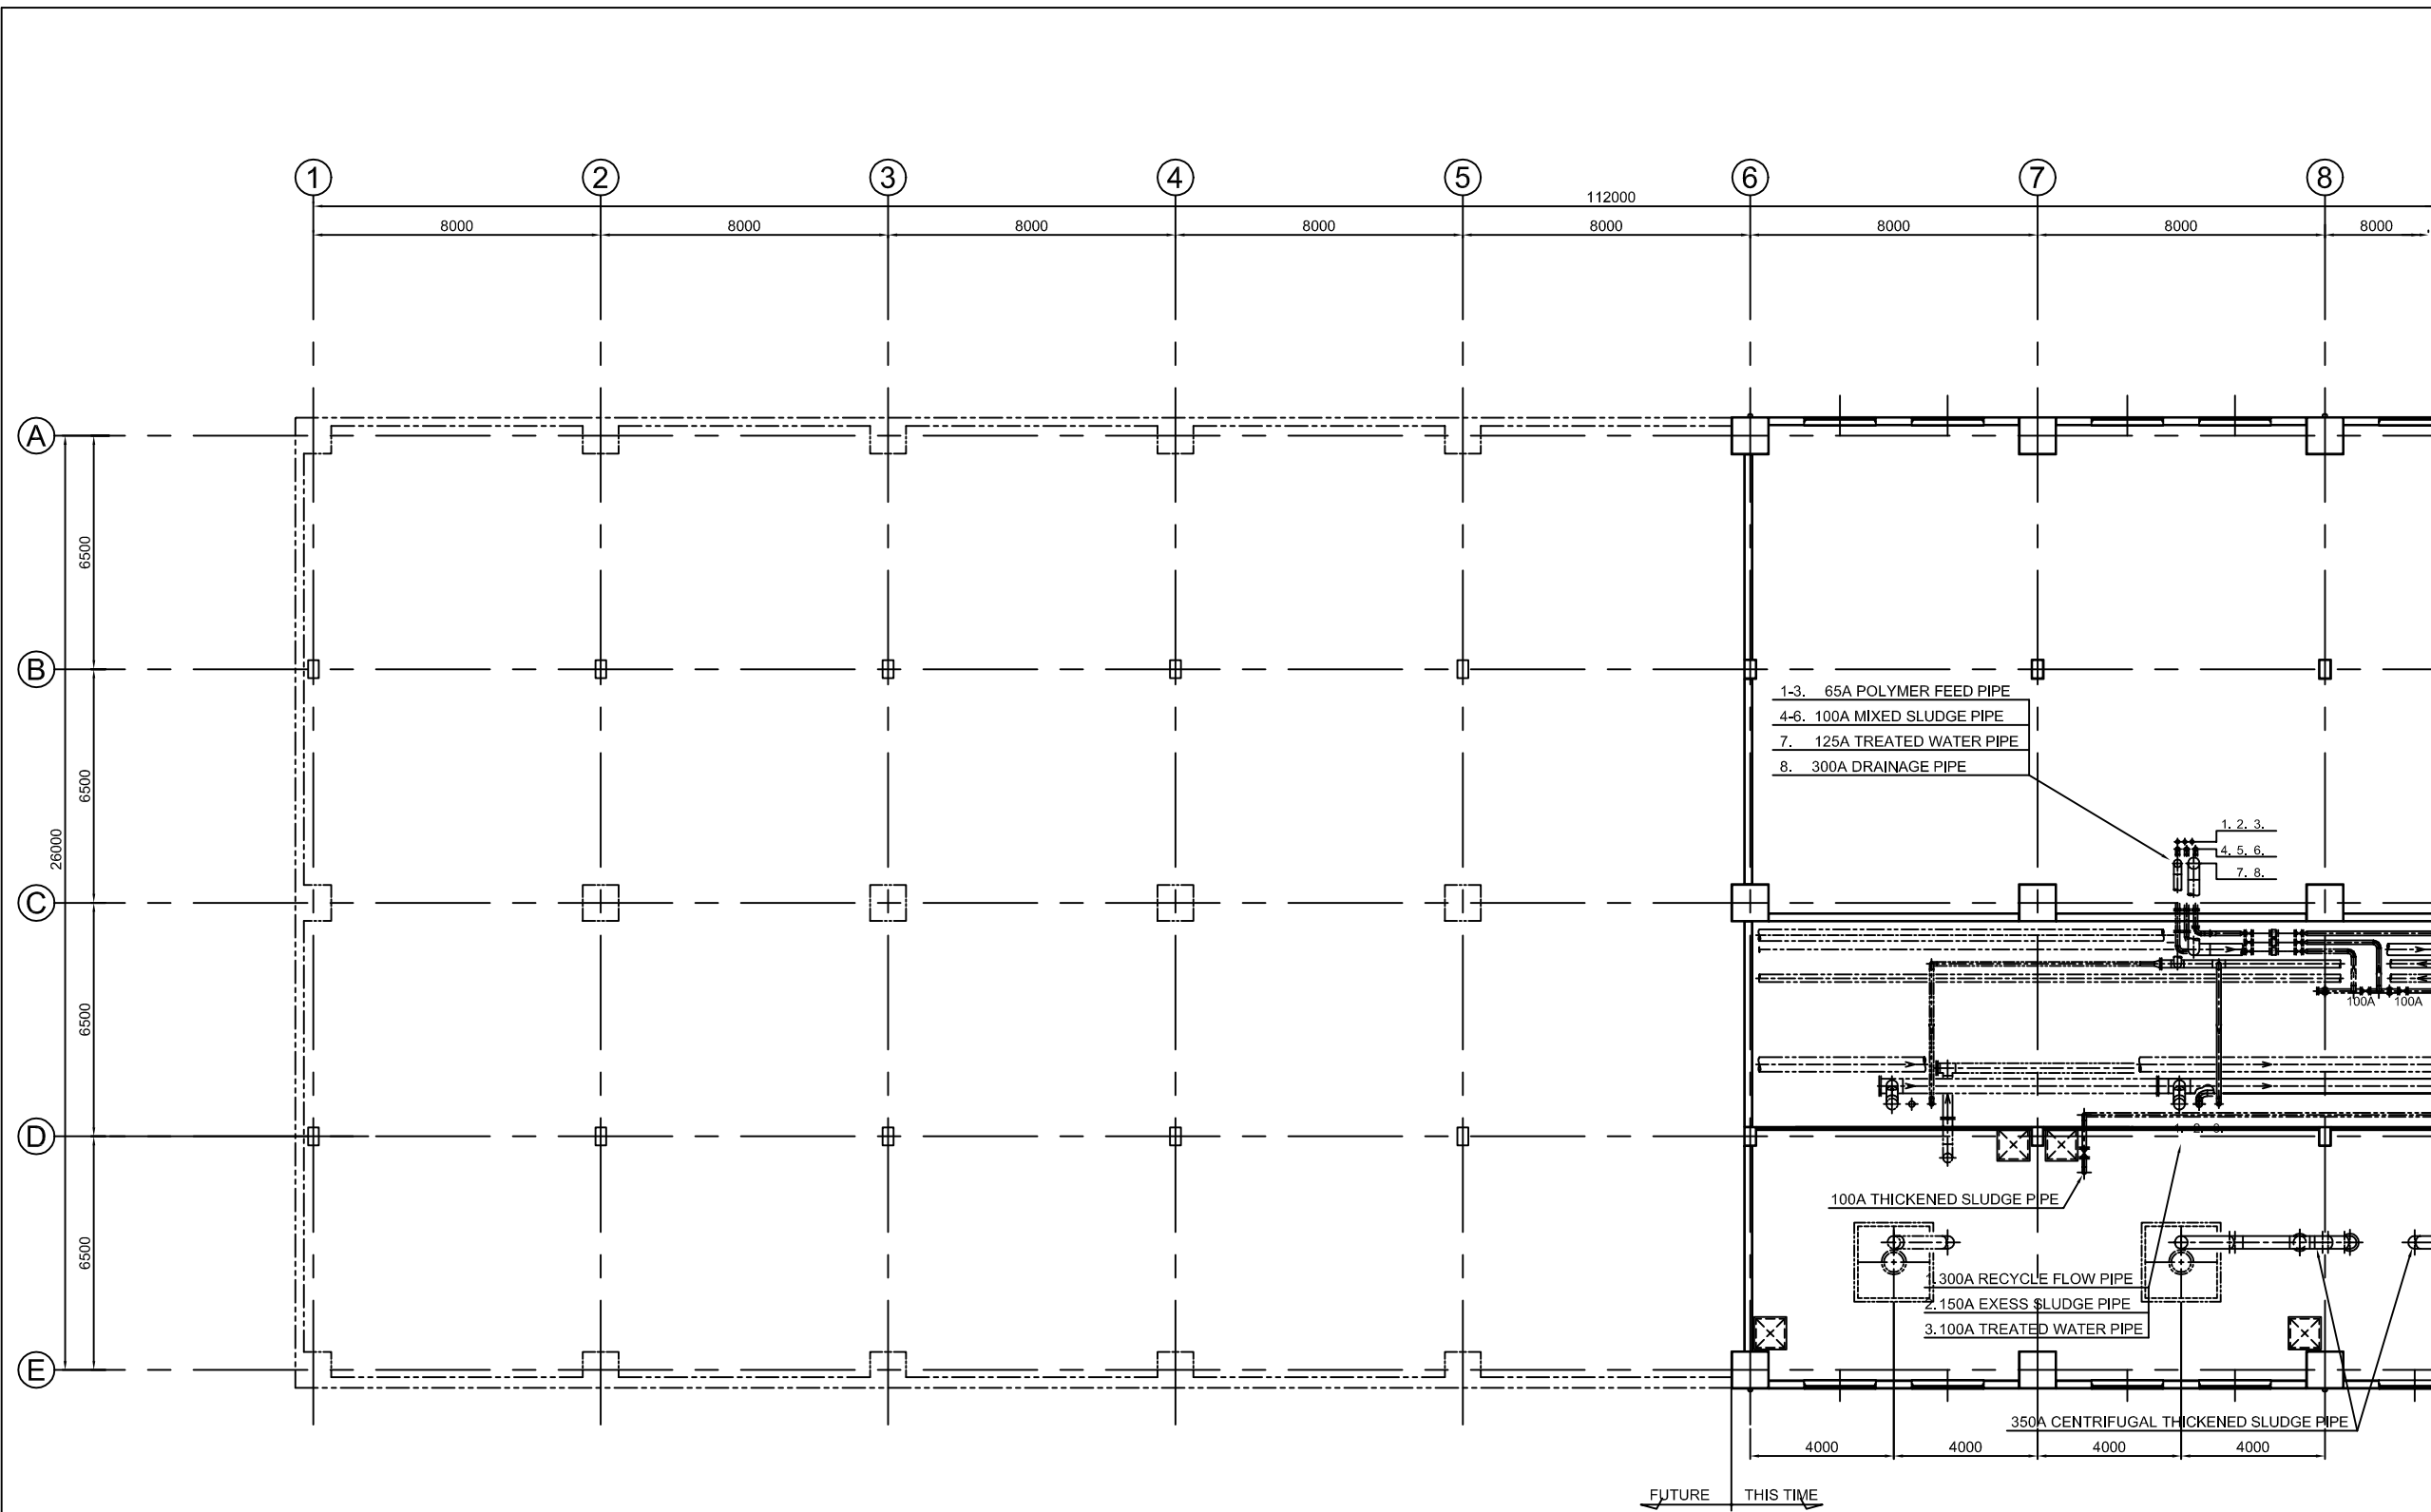 1 2 3 4 5 6 7 8
112000
8000 8000 8000 8000 8000 8000 8000 8000
A
6500
B
1-3. 65A POLYMER FEED PIPE
4-6. 100A MIXED SLUDGE PIPE
7. 125A TREATED WATER PIPE
8. 300A DRAINAGE PIPE
6500
1. 2. 3.
4. 5. 6.
7. 8.
26000
C
100A 100A
6500
D
1. 2. 3.
100A THICKENED SLUDGE PIPE
6500
1.300A RECYCLE FLOW PIPE
2.150A EXESS SLUDGE PIPE
3.100A TREATED WATER PIPE
E
350A CENTRIFUGAL THICKENED SLUDGE PIPE
4000 4000 4000 4000
FUTURE THIS TIME